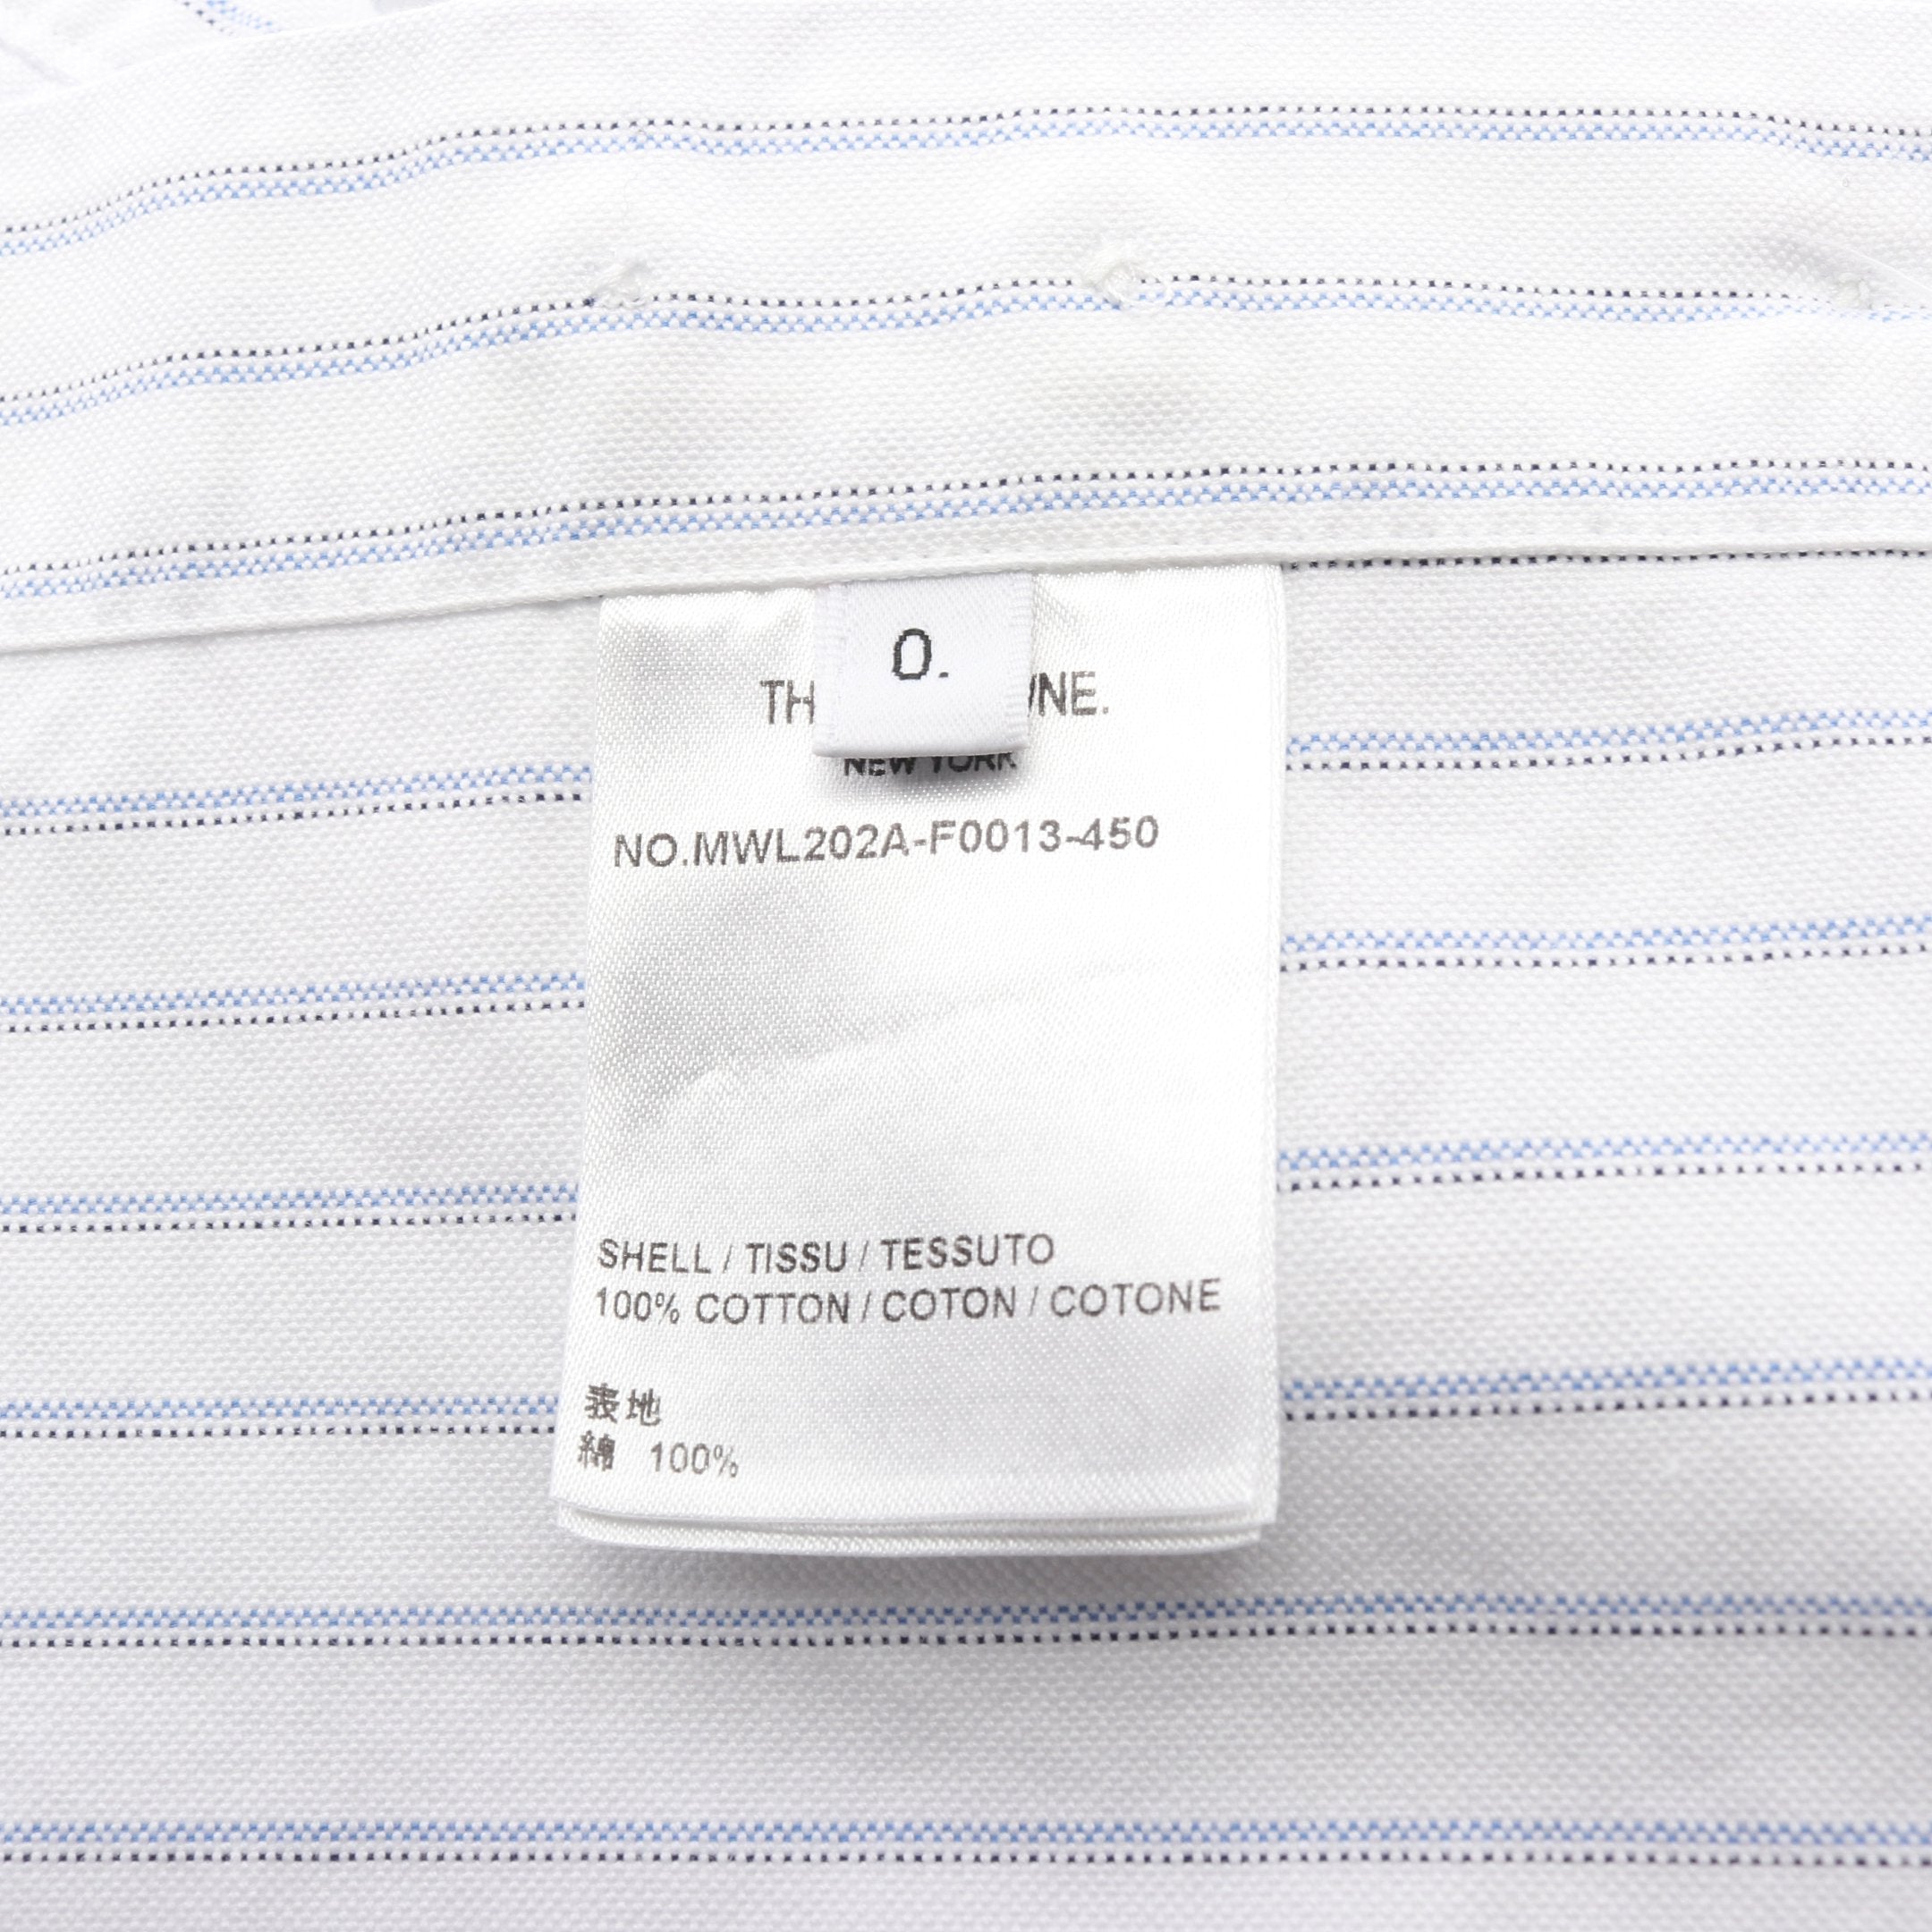 0.
TH NE.
NEW YORK
NO.MWL202A-F0013-450
SHELL / TISSU / TESSUTO
100% COTTON / COTON / COTONE
表地
綿 100%